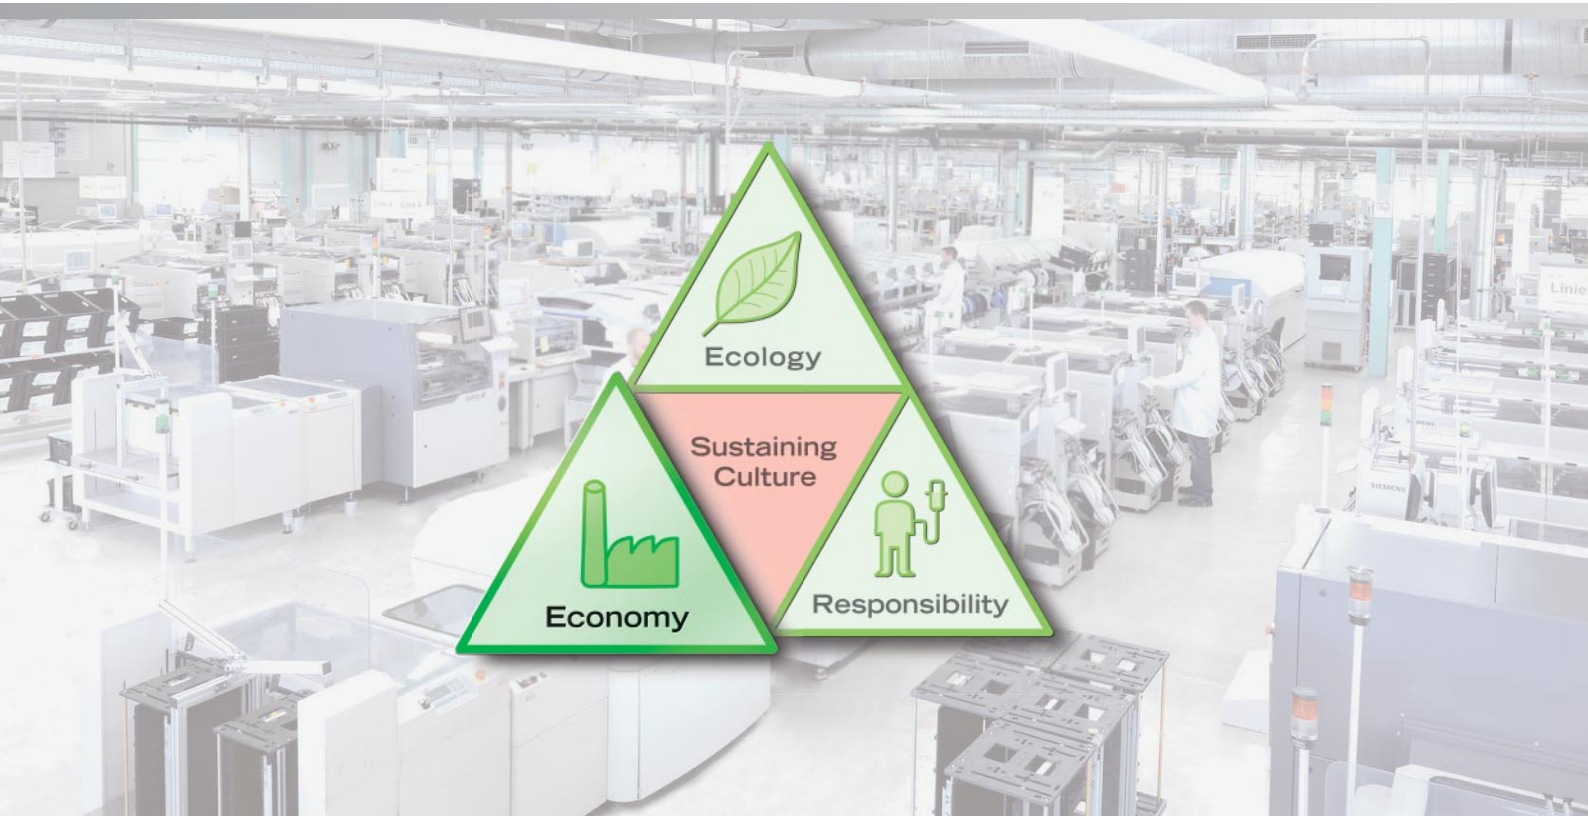 Ecology
Sustaining
Culture
Economy
Responsibility
Linie
SIEMENS